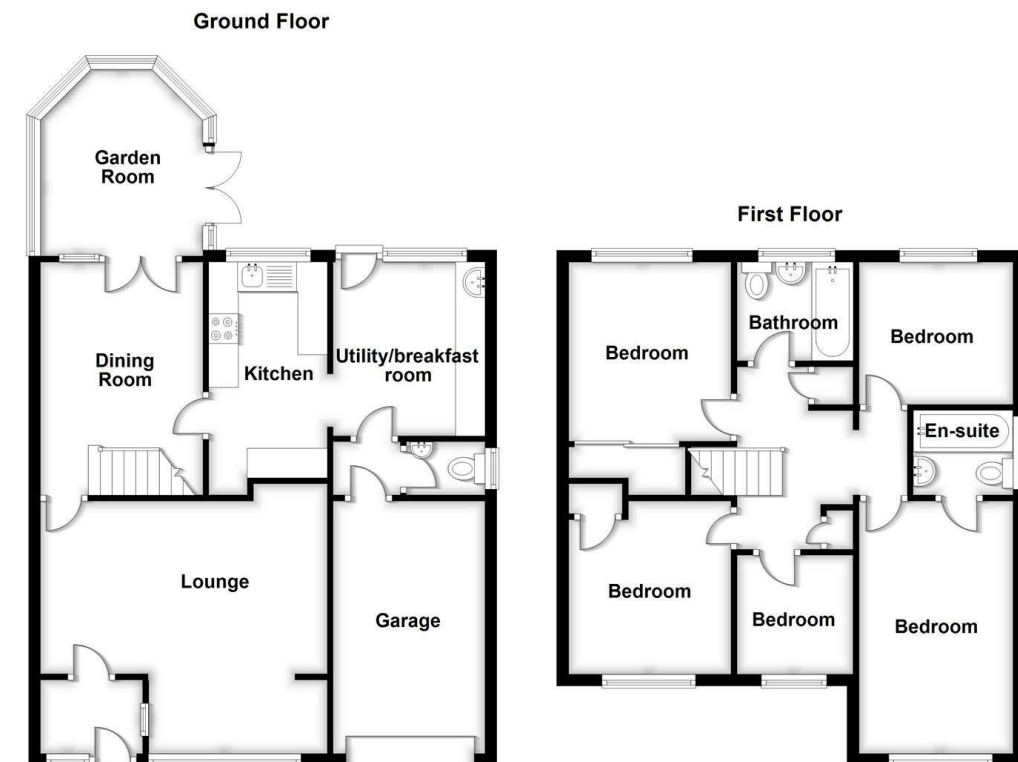 Ground Floor
Garden
Room
Dining
Room
Kitchen
Utility/breakfast
room
Lounge
Garage
First Floor
Bedroom
Bathroom
Bedroom
En-suite
Bedroom
Bedroom
Bedroom